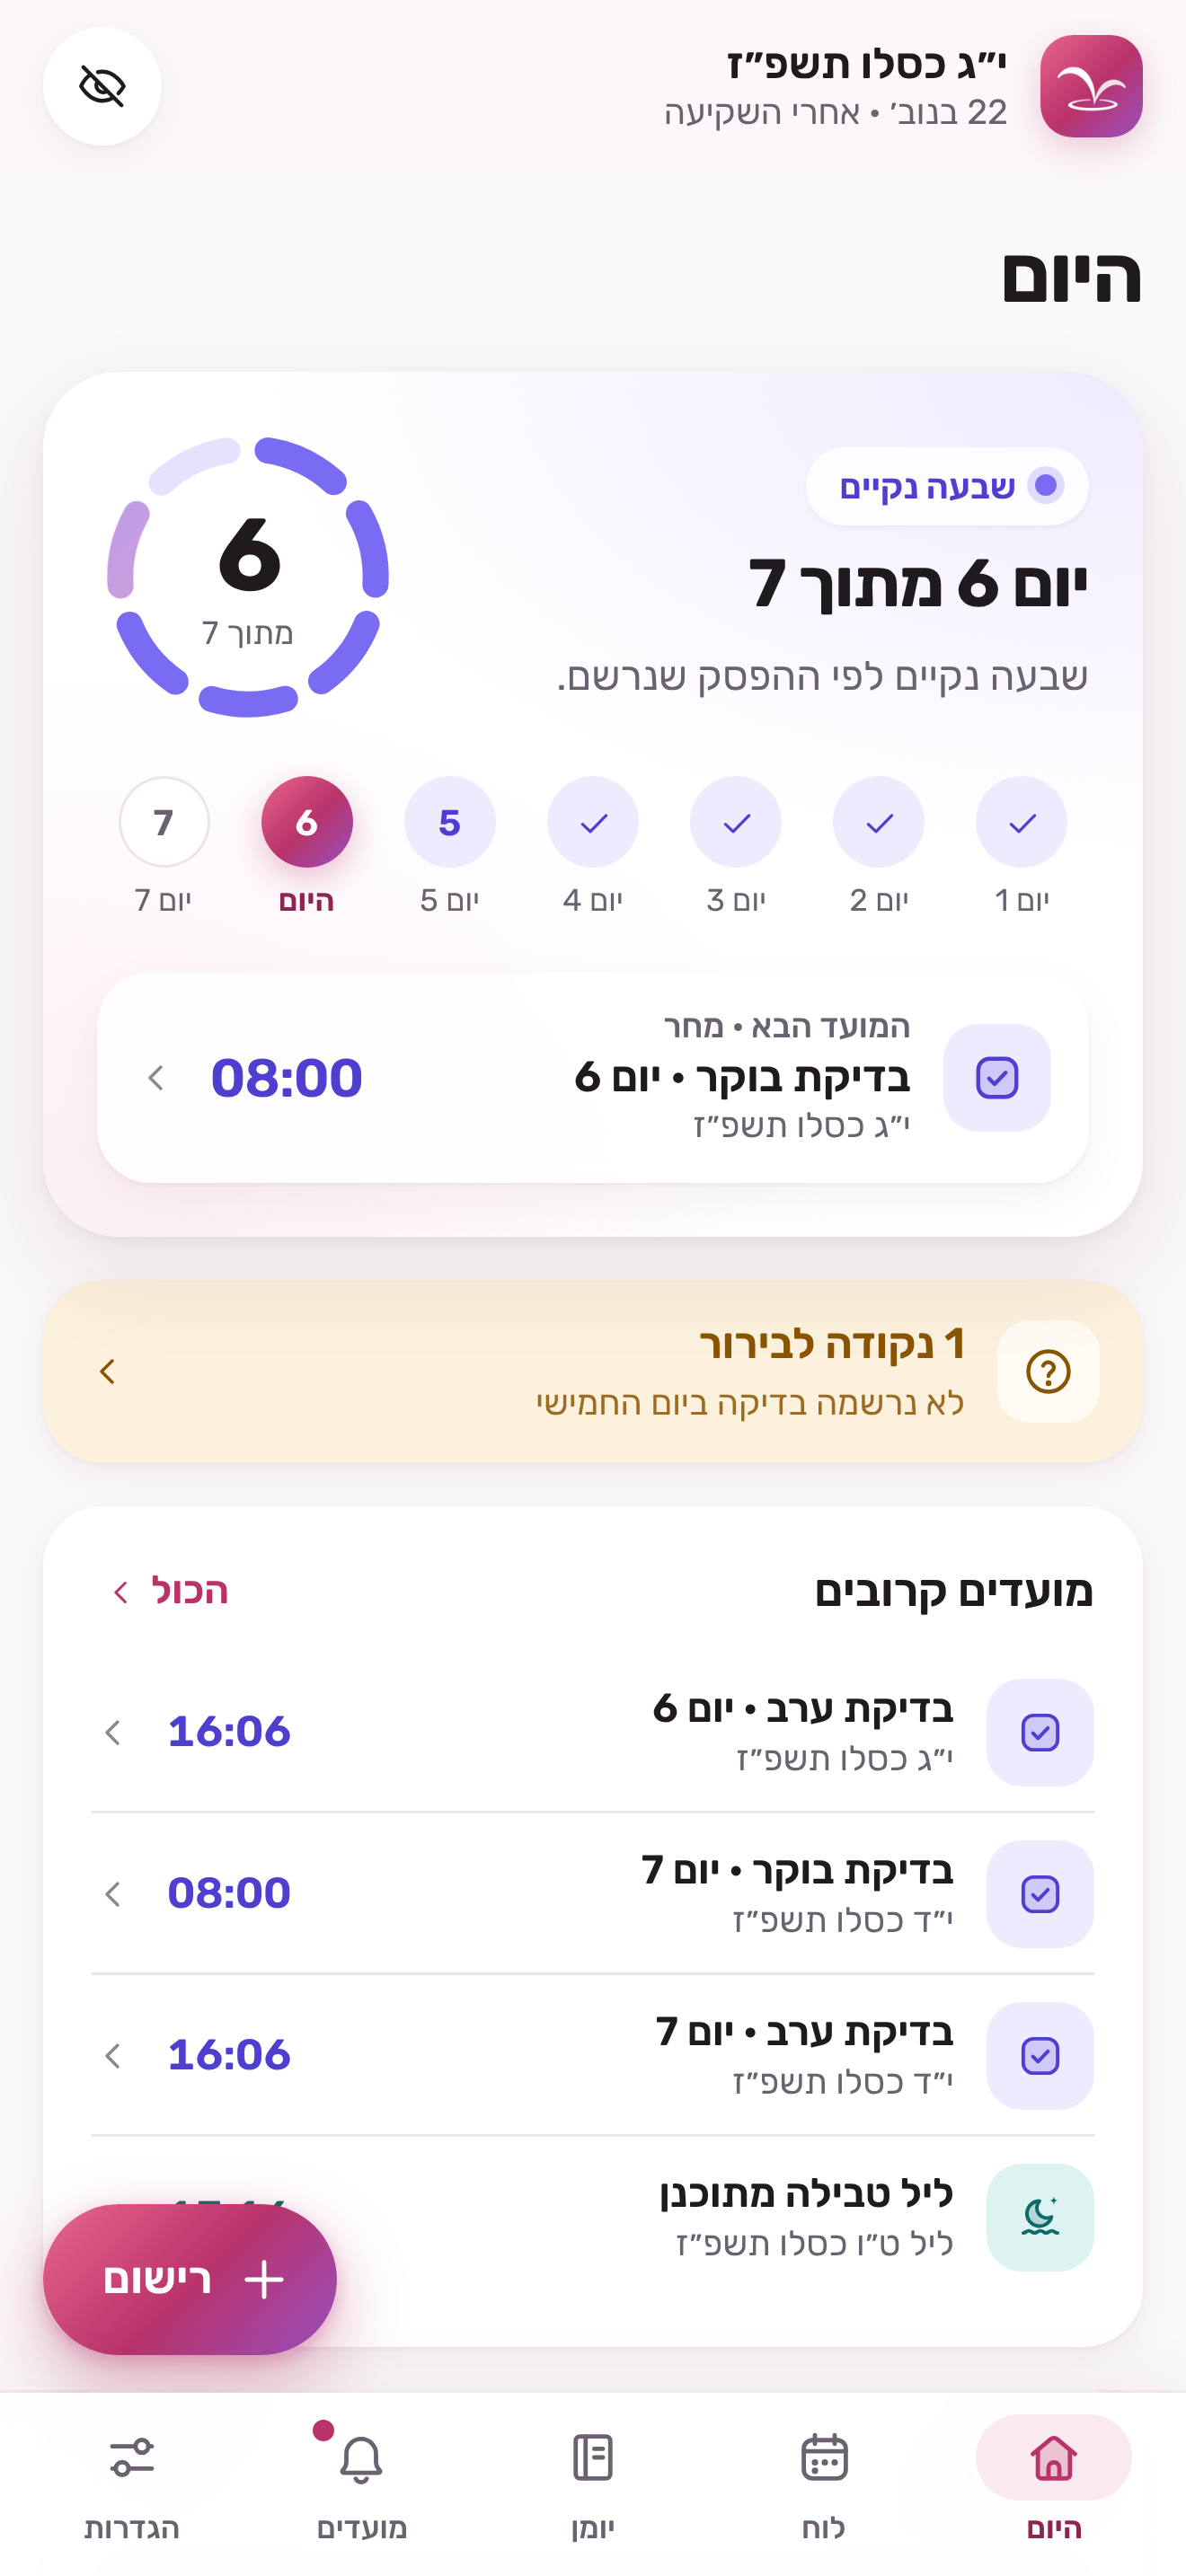 י״ג כסלו תשפ״ז
22 בנוב׳ • אחרי השקיעה
היום
שבעה נקיים
יום 6 מתוך 7
שבעה נקיים לפי ההפסק שנרשם.
6
מתוך 7
5
6
7
יום 1
יום 2
יום 3
יום 4
יום 5
היום
יום 7
המועד הבא • מחר
בדיקת בוקר • יום 6
י״ג כסלו תשפ״ז
08:00
1 נקודה לבירור
לא נרשמה בדיקה ביום החמישי
מועדים קרובים
הכול
בדיקת ערב • יום 6
י״ג כסלו תשפ״ז
16:06
בדיקת בוקר • יום 7
י״ד כסלו תשפ״ז
08:00
בדיקת ערב • יום 7
י״ד כסלו תשפ״ז
16:06
ליל טבילה מתוכנן
ליל ט״ו כסלו תשפ״ז
רישום
היום
לוח
יומן
מועדים
הגדרות